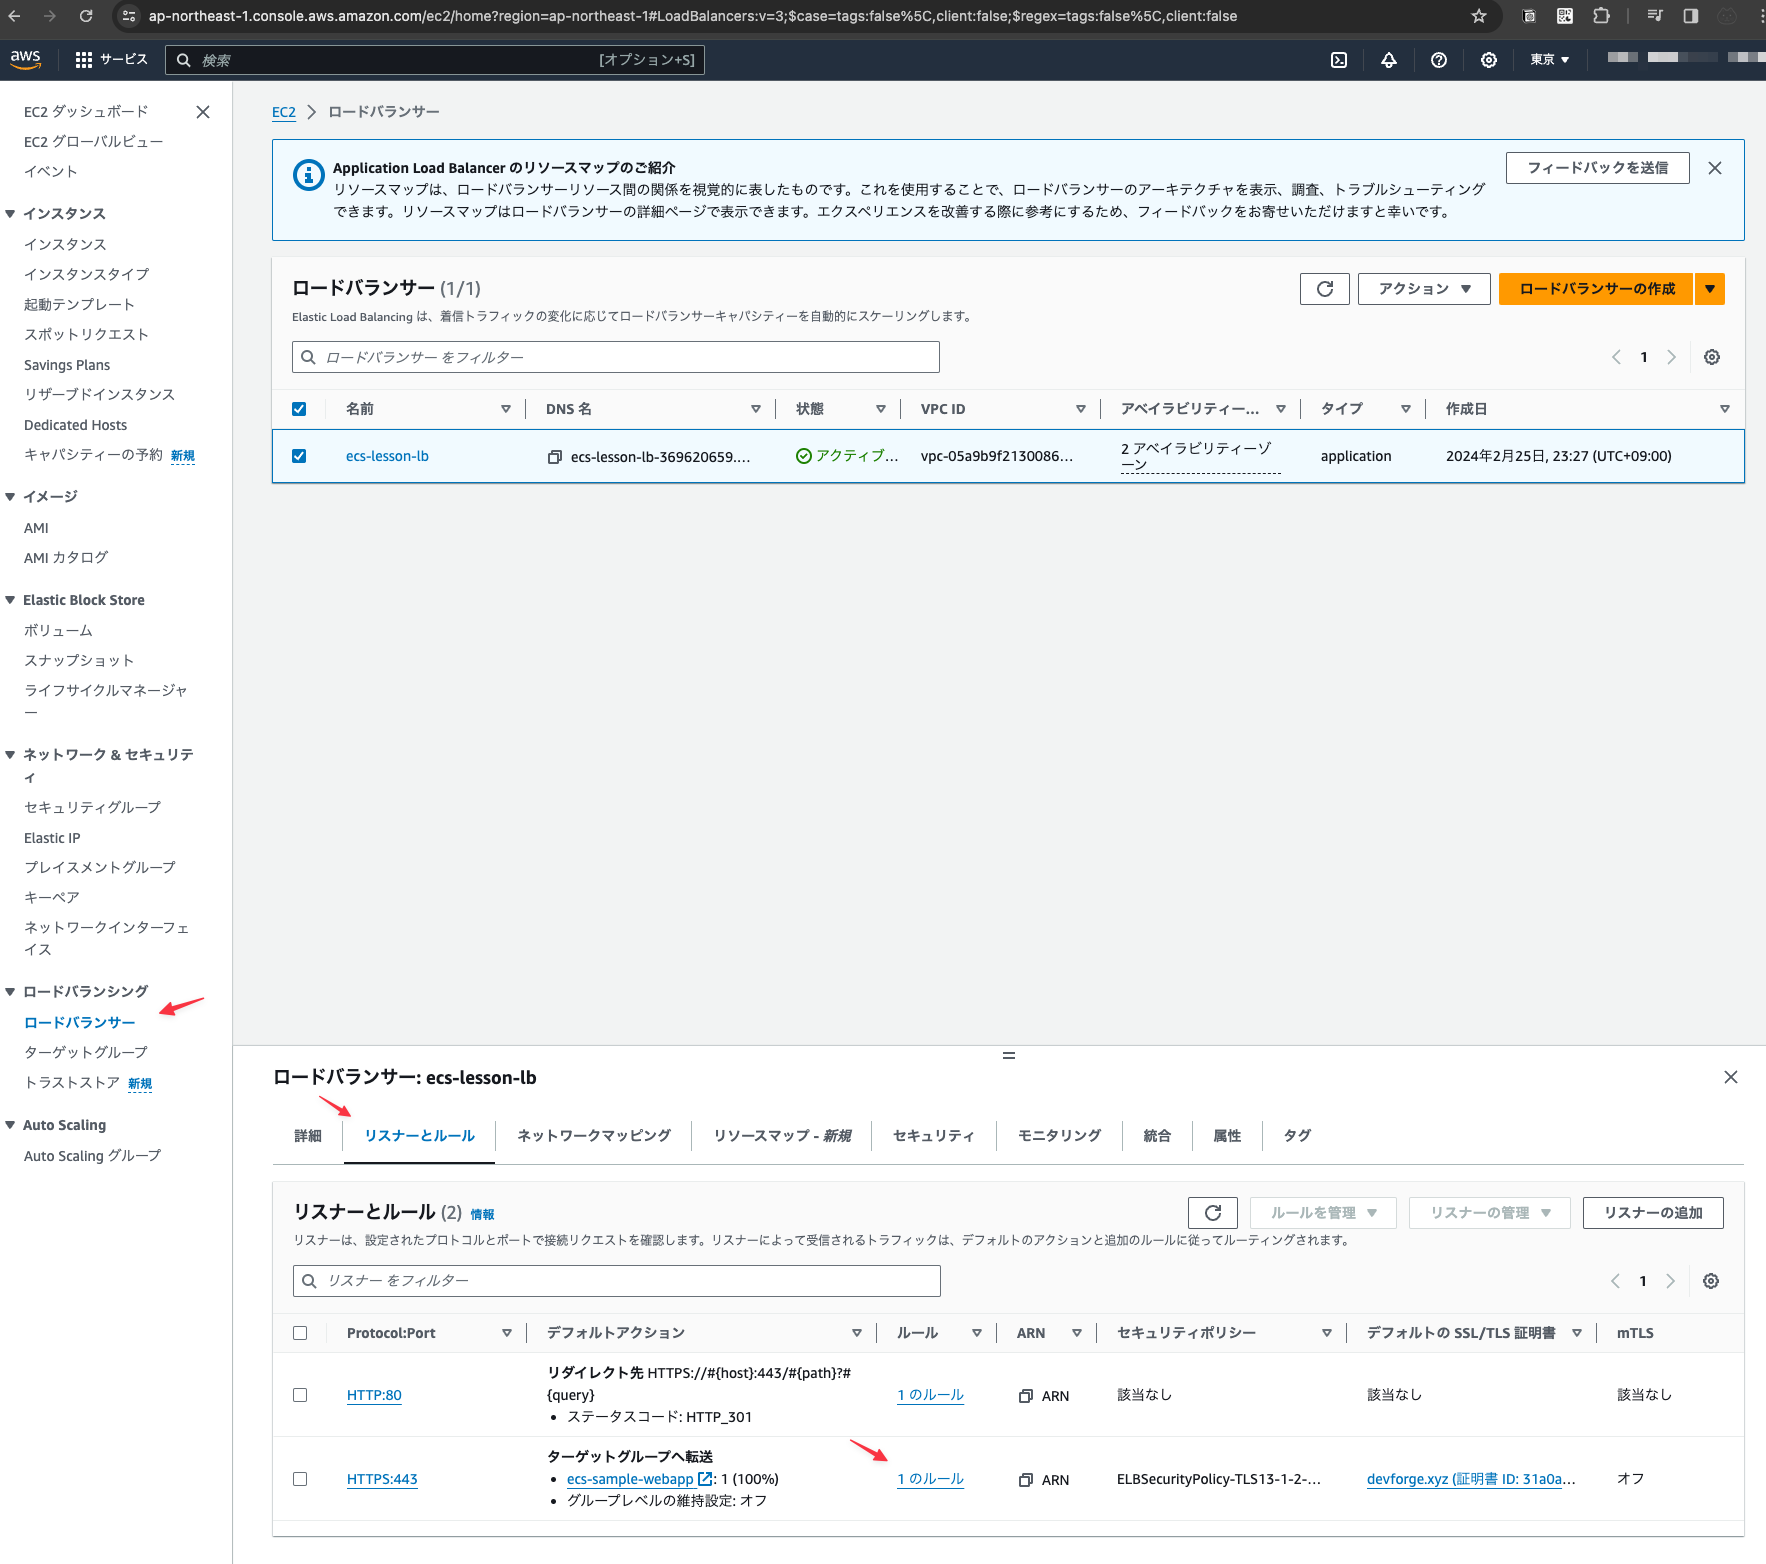 ap-northeast-1.console.aws.amazon.com/ec2/home?region=ap-northeast-1#LoadBalancers:v=3;$case=tags:false%5C,client:false;$regex=tags:false%5C,client:false
aws
サービス
検索
[オプション+S]
東京
EC2 ダッシュボード
EC2 グローバルビュー
イベント
インスタンス
インスタンス
インスタンスタイプ
起動テンプレート
スポットリクエスト
Savings Plans
リザーブドインスタンス
Dedicated Hosts
キャパシティーの予約 新規
イメージ
AMI
AMI カタログ
Elastic Block Store
ボリューム
スナップショット
ライフサイクルマネージャ
ー
ネットワーク & セキュリテ
ィ
セキュリティグループ
Elastic IP
プレイスメントグループ
キーペア
ネットワークインターフェ
イス
ロードバランシング
ロードバランサー
ターゲットグループ
トラストストア 新規
Auto Scaling
Auto Scaling グループ
EC2 > ロードバランサー
Application Load Balancer のリソースマップのご紹介
リソースマップは、ロードバランサーリソース間の関係を視覚的に表したものです。これを使用することで、ロードバランサーのアーキテクチャを表示、調査、トラブルシューティング
できます。リソースマップはロードバランサーの詳細ページで表示できます。エクスペリエンスを改善する際に参考にするため、フィードバックをお寄せいただけますと幸いです。
フィードバックを送信
ロードバランサー (1/1)
アクション
ロードバランサーの作成
Elastic Load Balancing は、着信トラフィックの変化に応じてロードバランサーキャパシティーを自動的にスケーリングします。
ロードバランサー をフィルター
1
名前 DNS 名 状態 VPC ID アベイラビリティー... タイプ 作成日
ecs-lesson-lb ecs-lesson-lb-369620659.... アクティブ... vpc-05a9b9f2130086... 2 アベイラビリティーゾ
ーン
application 2024年2月25日, 23:27 (UTC+09:00)
ロードバランサー: ecs-lesson-lb
詳細 リスナーとルール ネットワークマッピング リソースマップ - 新規 セキュリティ モニタリング 統合 属性 タグ
リスナーとルール (2) 情報
ルールを管理
リスナーの管理
リスナーの追加
リスナーは、設定されたプロトコルとポートで接続リクエストを確認します。リスナーによって受信されるトラフィックは、デフォルトのアクションと追加のルールに従ってルーティングされます。
リスナー をフィルター
1
Protocol:Port デフォルトアクション ルール ARN セキュリティポリシー デフォルトの SSL/TLS 証明書 mTLS
リダイレクト先 HTTPS://#{host}:443/#{path}?#
HTTP:80 {query} 1 のルール ARN 該当なし 該当なし 該当なし
• ステータスコード: HTTP_301
ターゲットグループへ転送
HTTPS:443 • ecs-sample-webapp : 1 (100%) 1 のルール ARN ELBSecurityPolicy-TLS13-1-2-... devforge.xyz (証明書 ID: 31a0a... オフ
• グループレベルの維持設定: オフ